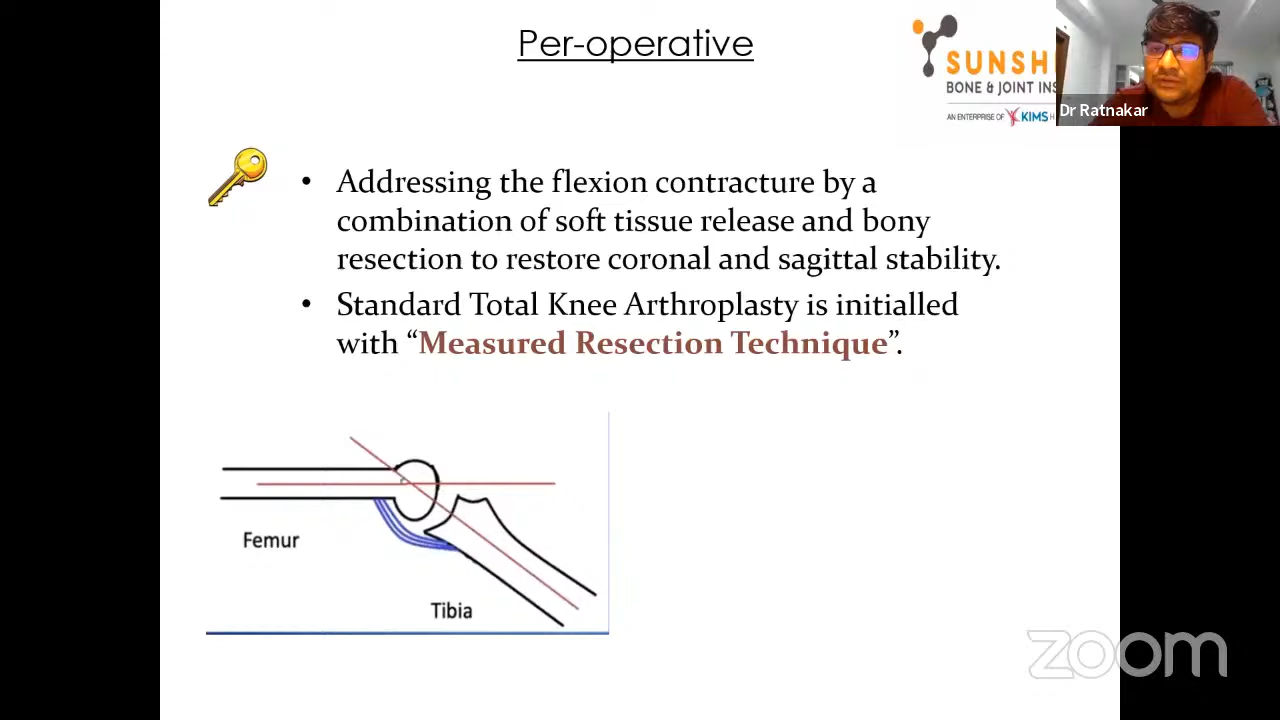 Per-operative
SUNSH
BONE & JOINT INS
AN ENTERPRISE OF KIMS H
Dr Ratnakar
• Addressing the flexion contracture by a
combination of soft tissue release and bony
resection to restore coronal and sagittal stability.
• Standard Total Knee Arthroplasty is initialled
with “Measured Resection Technique”.
Femur
Tibia
zoom